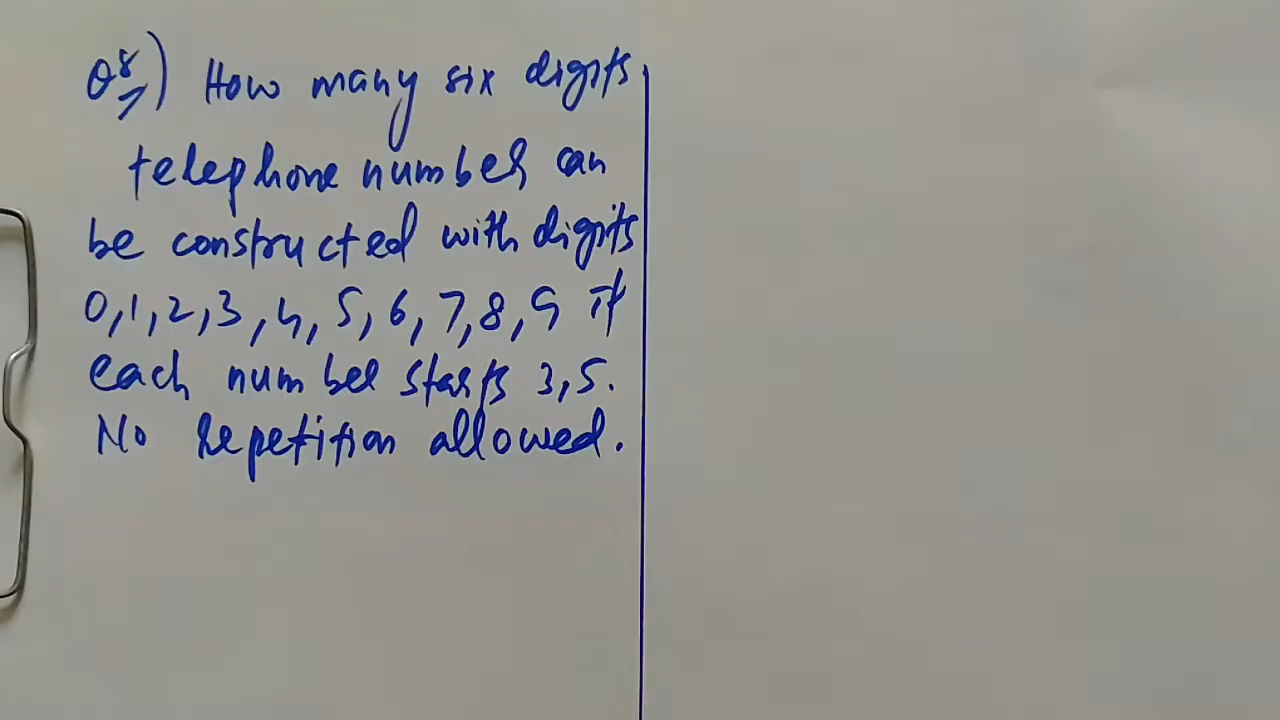 Q8) How many six digits
telephone number can
be constructed with digits
0,1,2,3,4,5,6,7,8,9 if
each number starts 3,5.
No Repetition allowed.